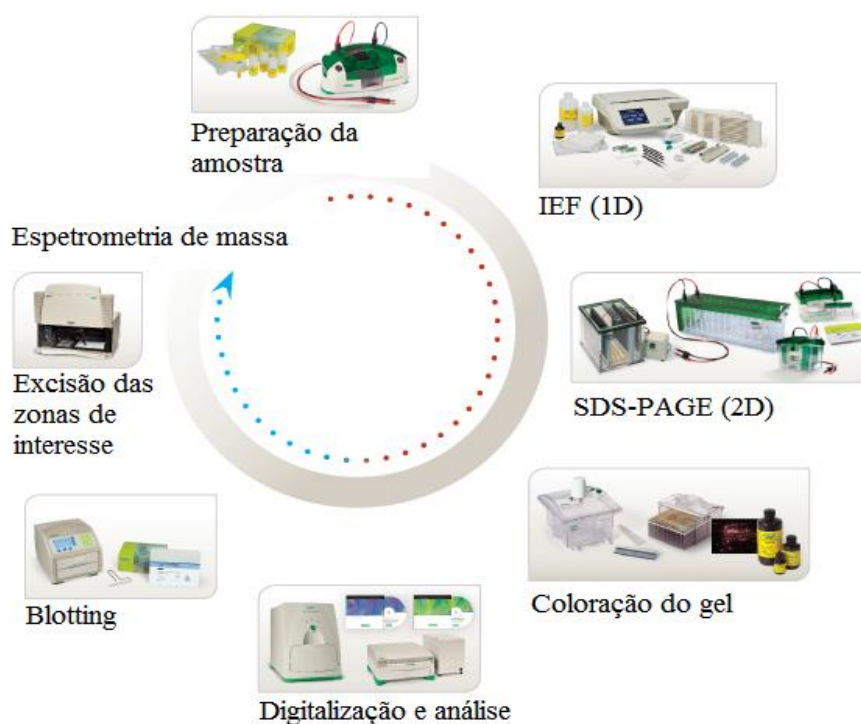 Preparação da
amostra
IEF (1D)
SDS-PAGE (2D)
Coloração do gel
Digitalização e análise
Blotting
Excisão das
zonas de
interesse
Espetrometria de massa